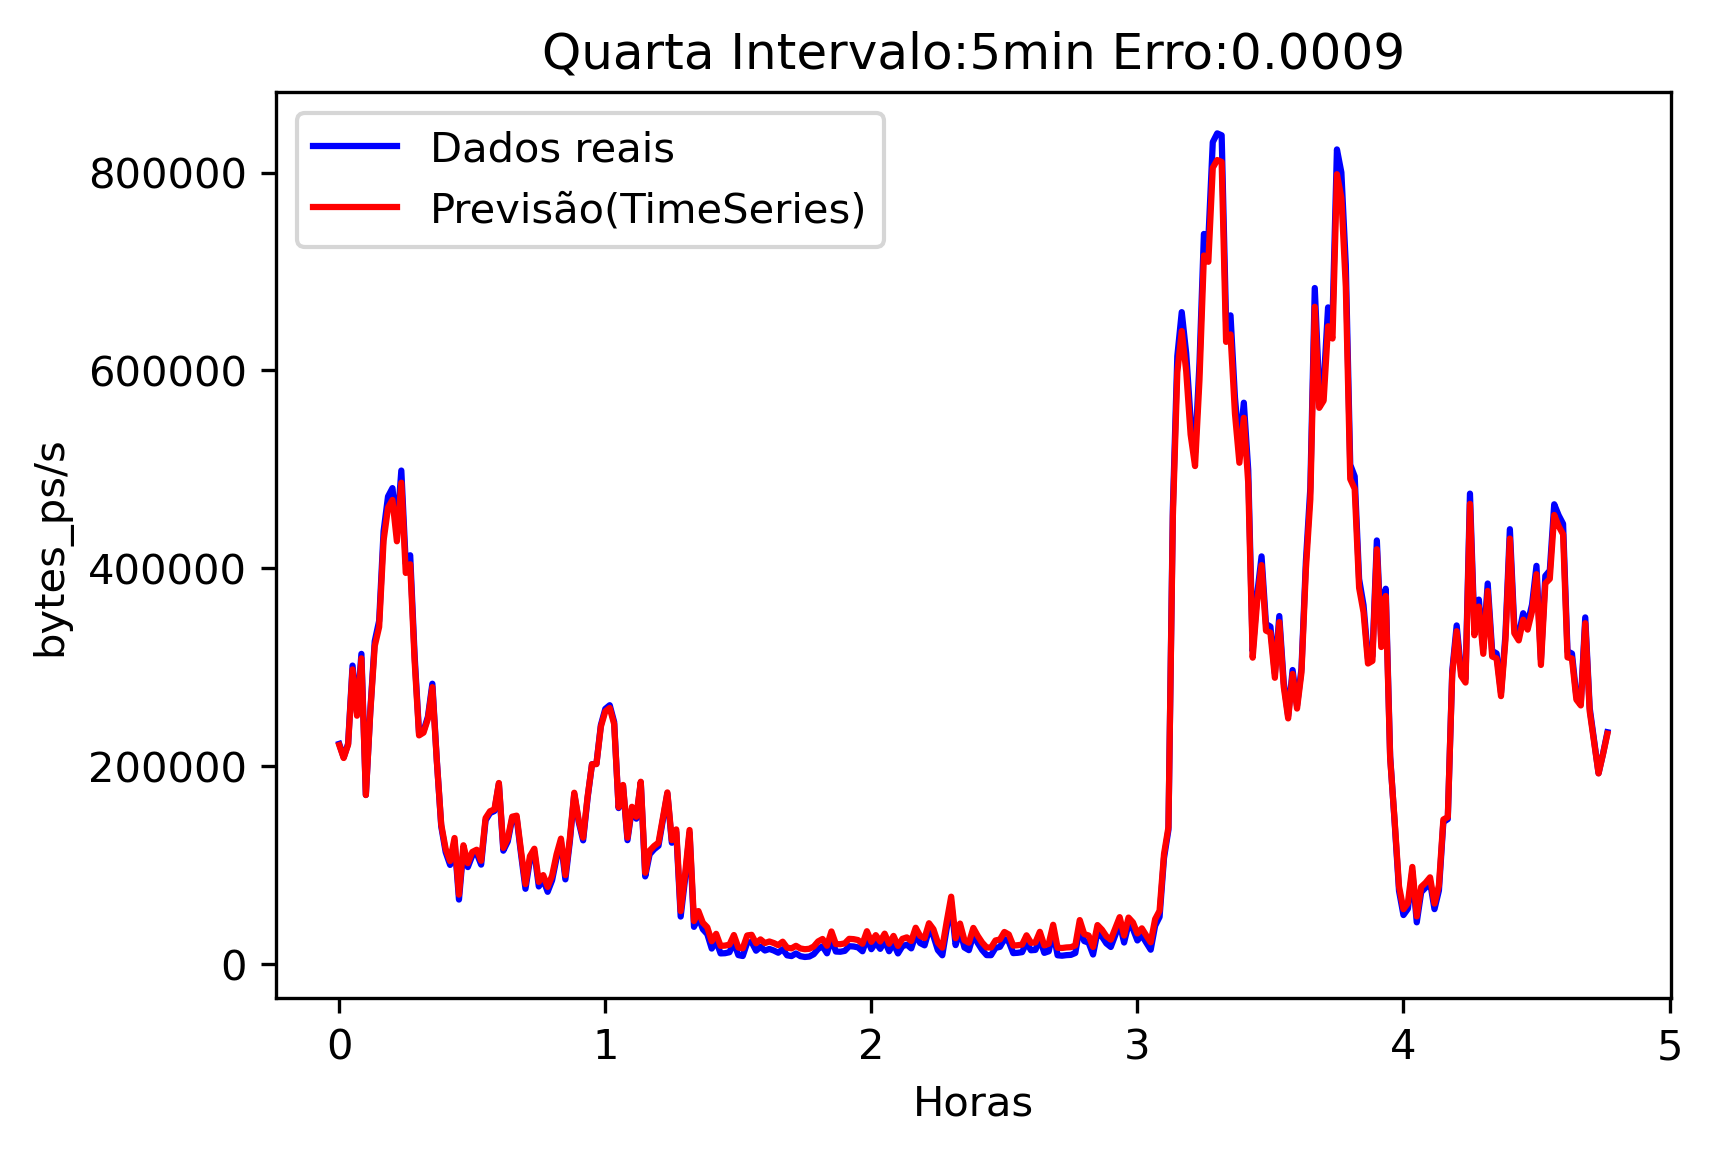 Quarta Intervalo:5min Erro:0.0009
Dados reais
Previsão(TimeSeries)
800000
600000
400000
200000
0
bytes_ps/s
0 1 2 3 4 5
Horas